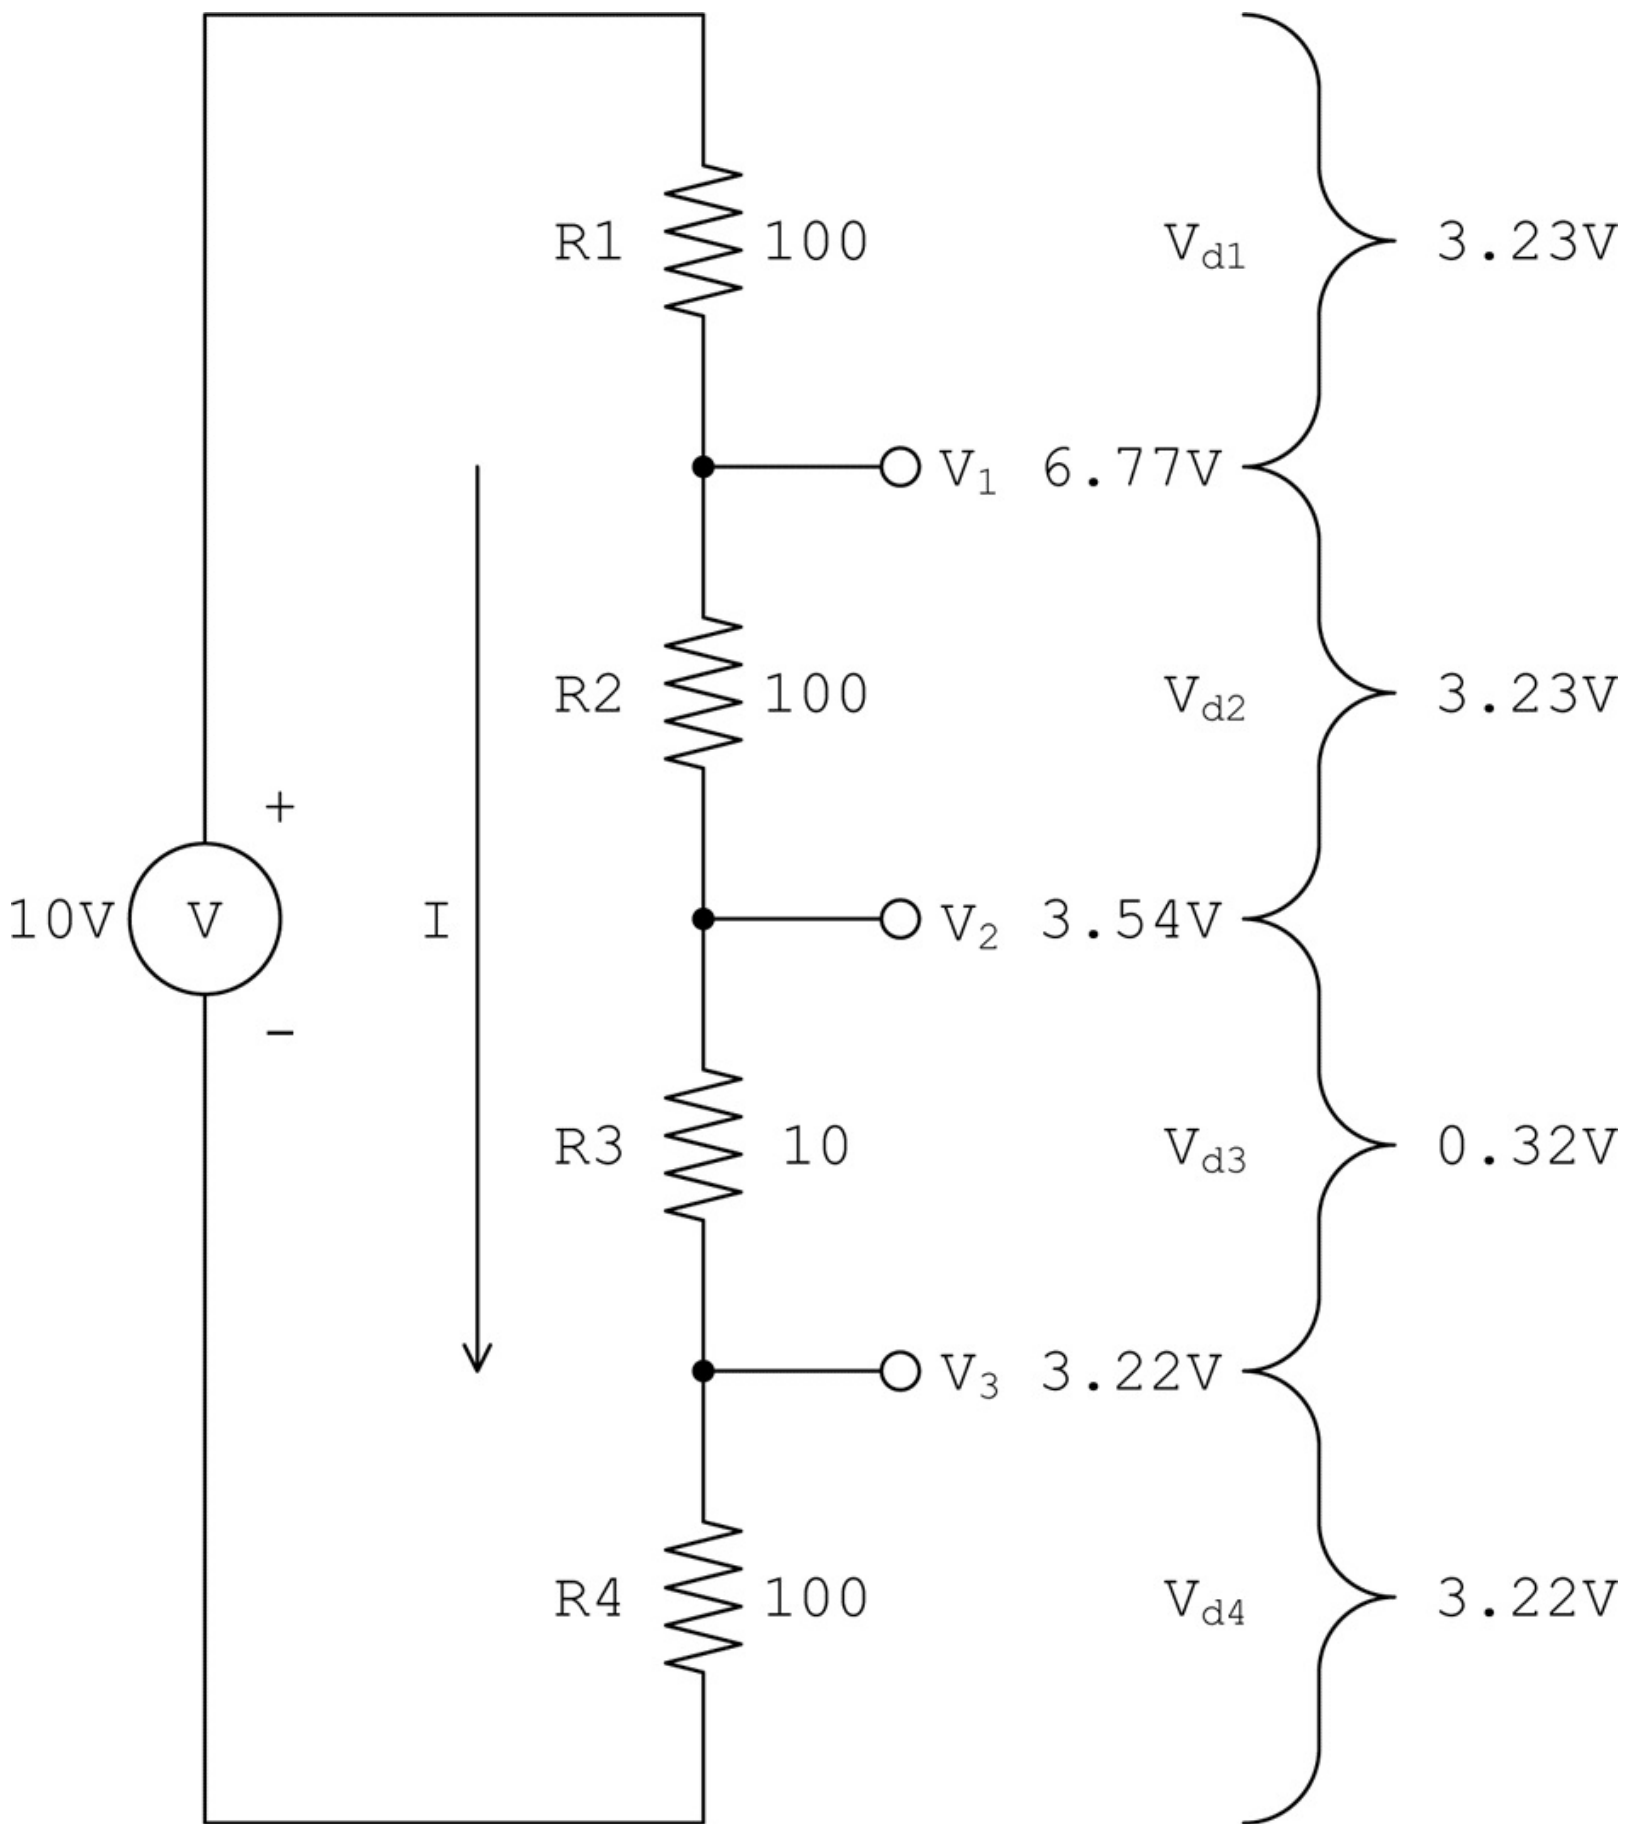 R1 100 Vd1 3.23V
V1 6.77V
R2 100 Vd2 3.23V
+
10V V I V2 3.54V
-
R3 10 Vd3 0.32V
V3 3.22V
R4 100 Vd4 3.22V